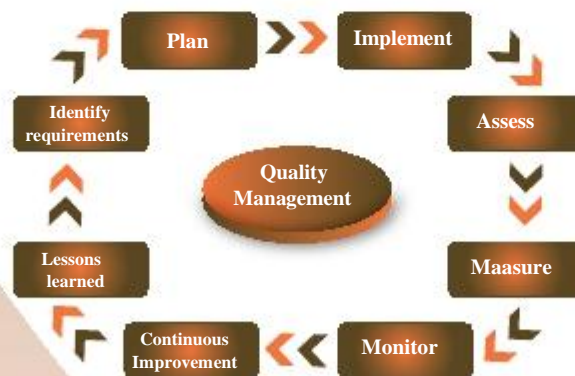 Plan
Implement
Identify
requirements
Assess
Quality
Management
Lessons
learned
Maasure
Continuous
Improvement
Monitor